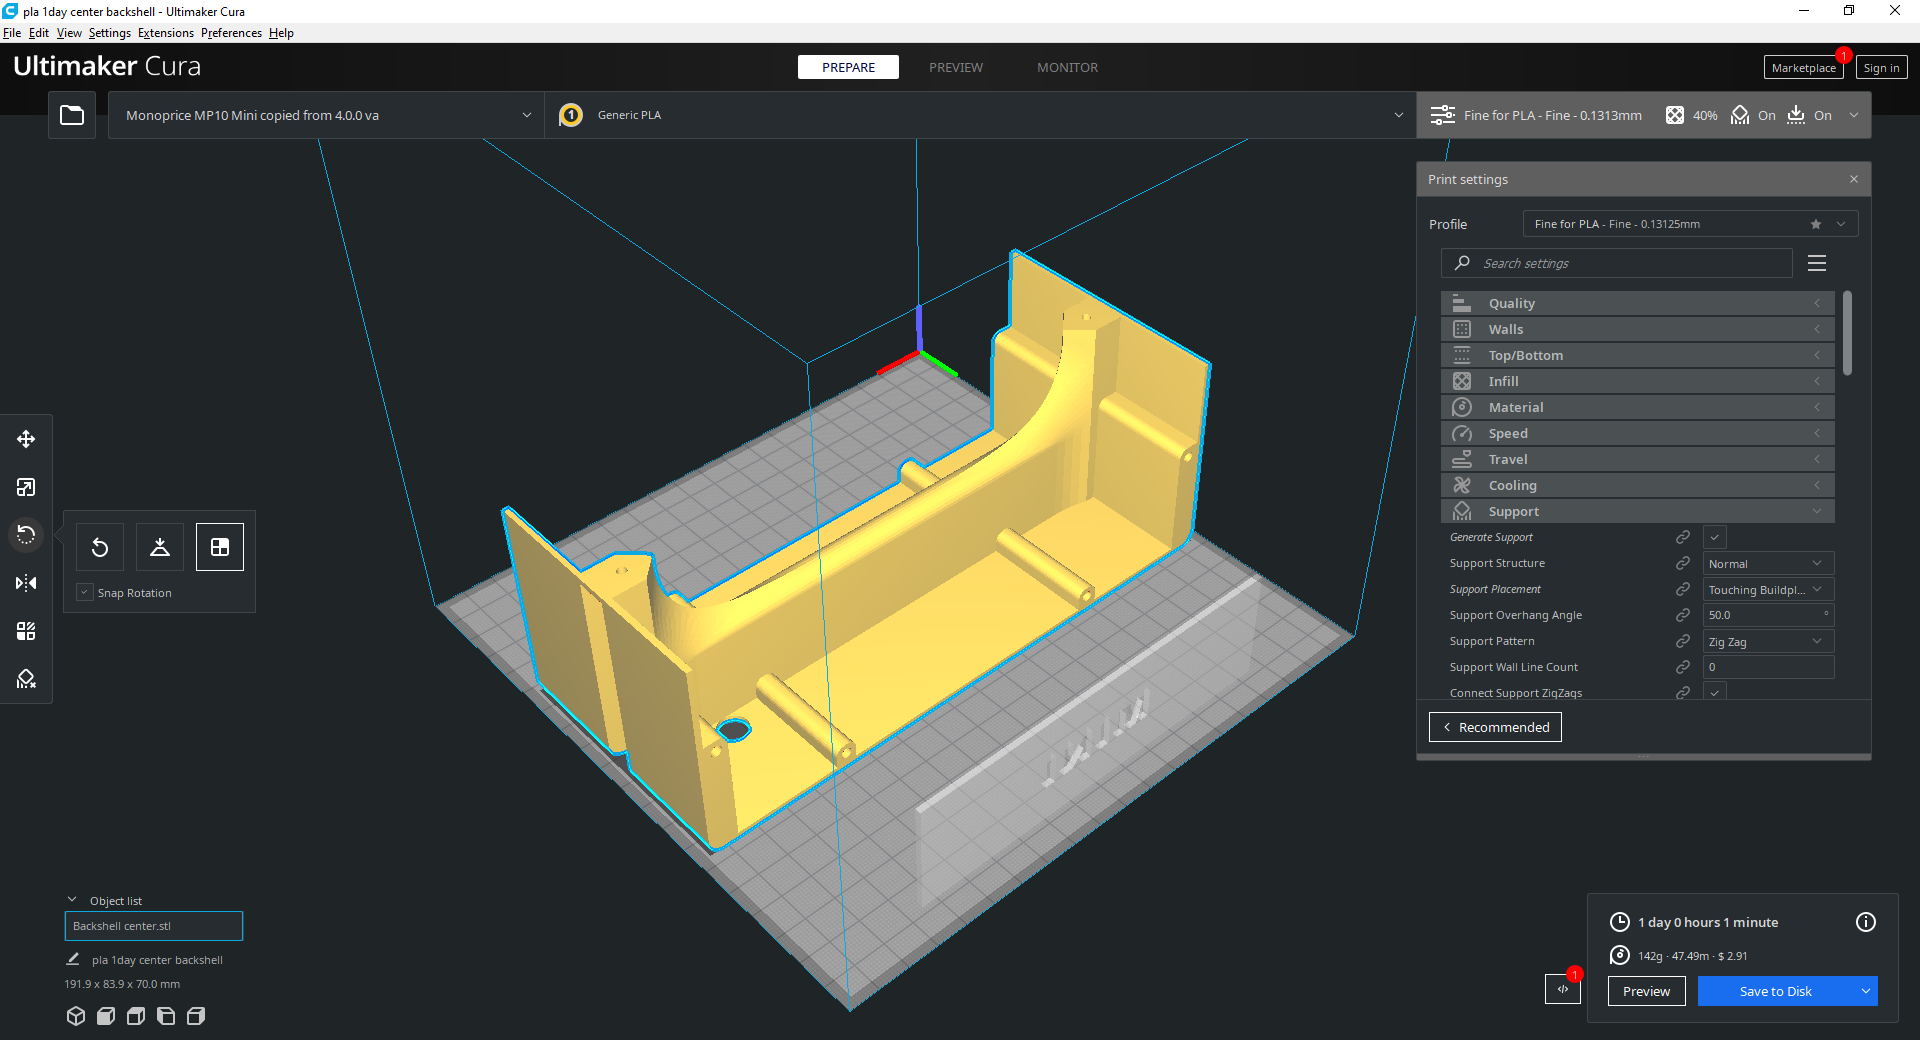 pla 1day center backshell - Ultimaker Cura
File Edit View Settings Extensions Preferences Help
Ultimaker Cura
PREPARE
PREVIEW
MONITOR
Marketplace
1
Sign in
Monoprice MP10 Mini copied from 4.0.0 va
1
Generic PLA
Fine for PLA - Fine - 0.1313mm
40%
On
On
Print settings
Profile
Fine for PLA - Fine - 0.13125mm
Search settings
Quality
Walls
Top/Bottom
Infill
Material
Speed
Travel
Cooling
Support
Generate Support
Support Structure
Normal
Support Placement
Touching Buildpl...
Support Overhang Angle
50.0 °
Support Pattern
Zig Zag
Support Wall Line Count
0
Connect Support ZigZags
Recommended
Snap Rotation
Object list
Backshell center.stl
pla 1day center backshell
191.9 x 83.9 x 70.0 mm
1 day 0 hours 1 minute
142g · 47.49m · $ 2.91
1
Preview
Save to Disk